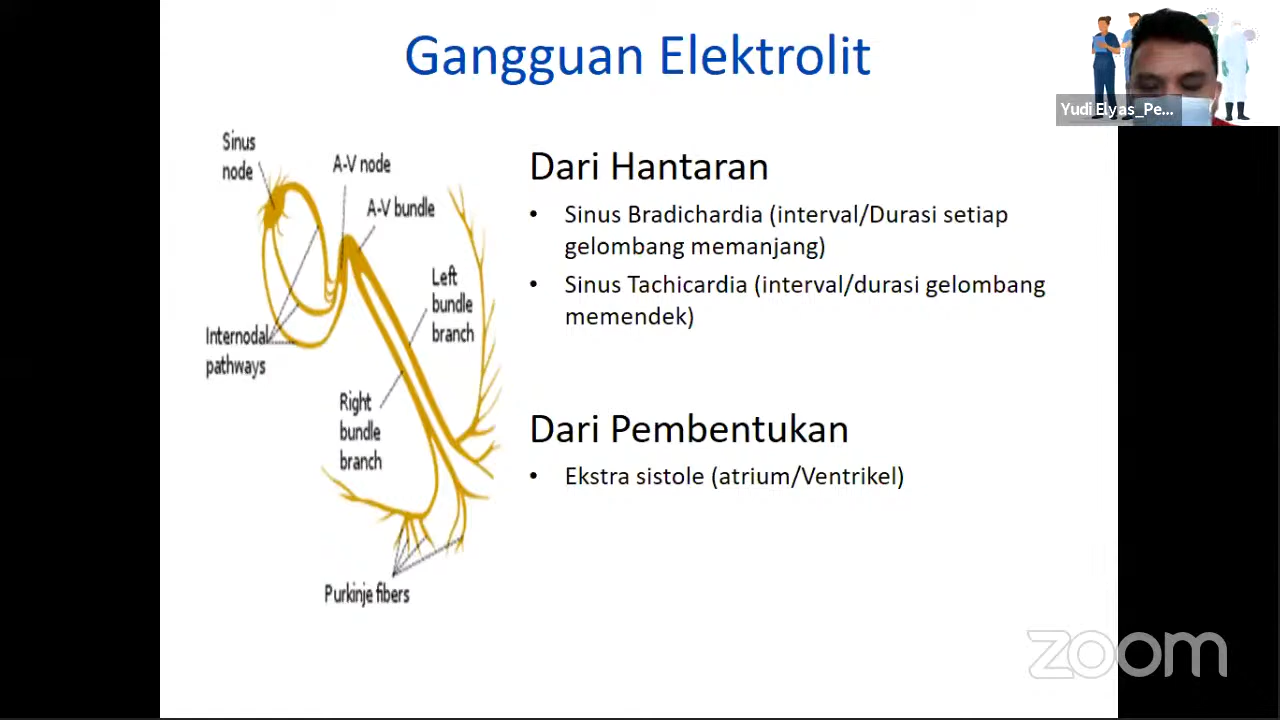 Gangguan Elektrolit
Yudi Elyas_Pe...
Sinus
node
A-V node
A-V bundle
Left
bundle
branch
Internodal
pathways
Right
bundle
branch
Purkinje fibers
Dari Hantaran
• Sinus Bradichardia (interval/Durasi setiap
gelombang memanjang)
• Sinus Tachicardia (interval/durasi gelombang
memendek)
Dari Pembentukan
• Ekstra sistole (atrium/Ventrikel)
zoom